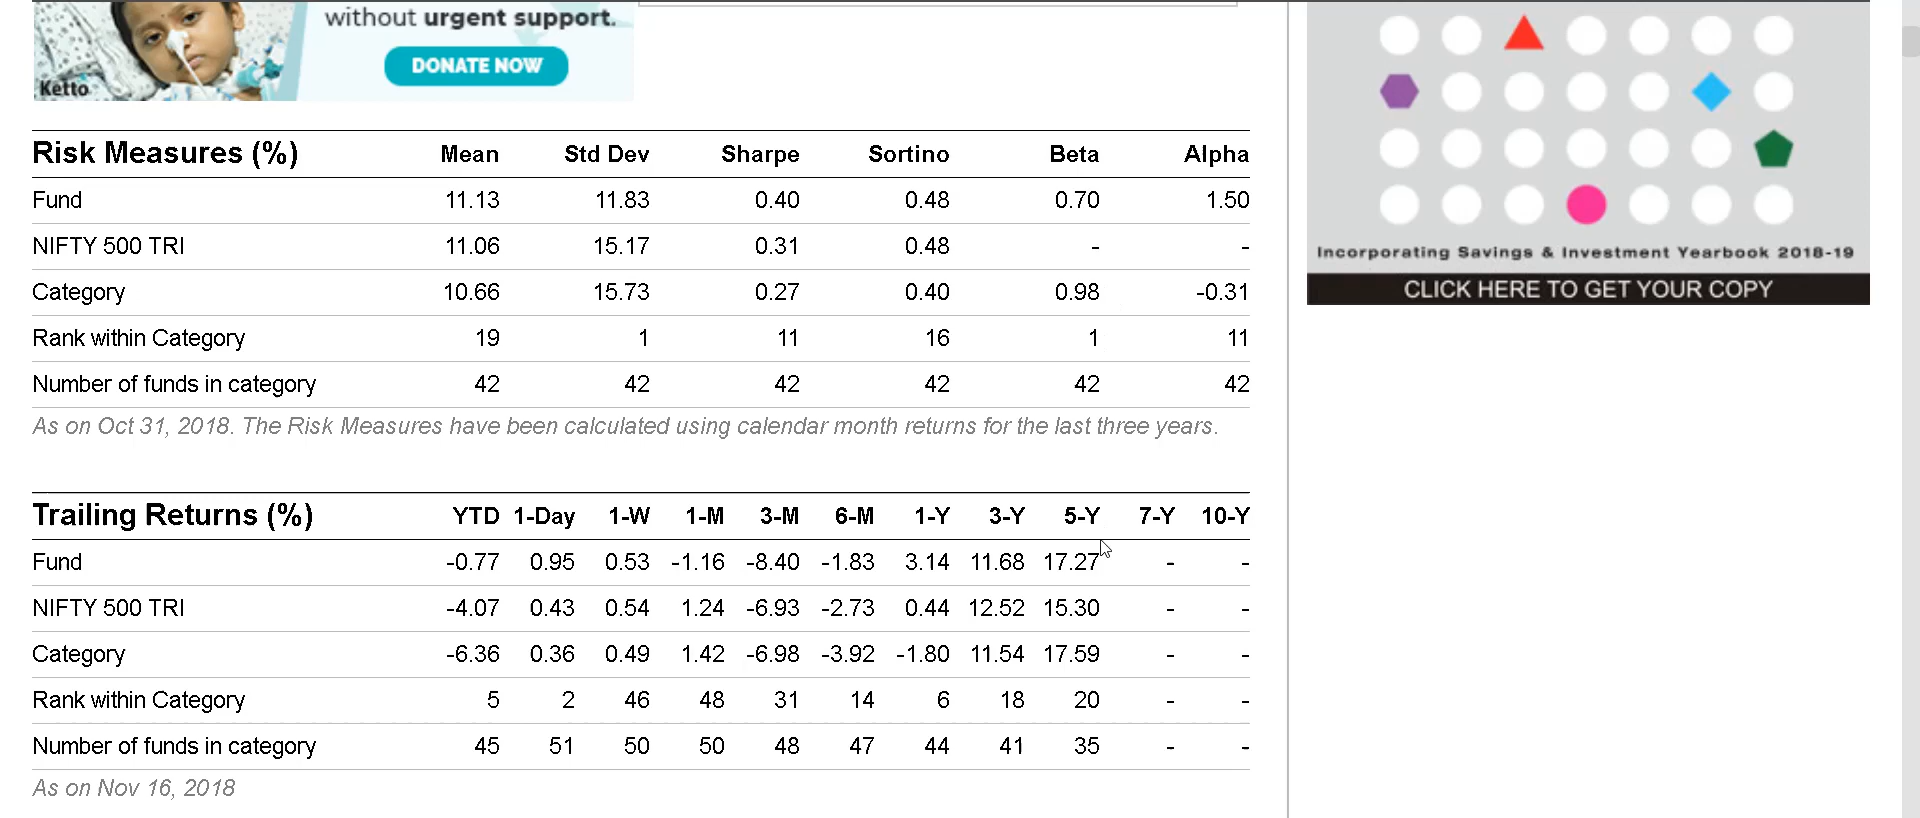 without urgent support.
DONATE NOW
Ketto
Risk Measures (%) Mean Std Dev Sharpe Sortino Beta Alpha
Fund 11.13 11.83 0.40 0.48 0.70 1.50
NIFTY 500 TRI 11.06 15.17 0.31 0.48 - -
Category 10.66 15.73 0.27 0.40 0.98 -0.31
Rank within Category 19 1 11 16 1 11
Number of funds in category 42 42 42 42 42 42
As on Oct 31, 2018. The Risk Measures have been calculated using calendar month returns for the last three years.
Trailing Returns (%) YTD 1-Day 1-W 1-M 3-M 6-M 1-Y 3-Y 5-Y 7-Y 10-Y
Fund -0.77 0.95 0.53 -1.16 -8.40 -1.83 3.14 11.68 17.27 - -
NIFTY 500 TRI -4.07 0.43 0.54 1.24 -6.93 -2.73 0.44 12.52 15.30 - -
Category -6.36 0.36 0.49 1.42 -6.98 -3.92 -1.80 11.54 17.59 - -
Rank within Category 5 2 46 48 31 14 6 18 20 - -
Number of funds in category 45 51 50 50 48 47 44 41 35 - -
As on Nov 16, 2018
Incorporating Savings & Investment Yearbook 2018-19
CLICK HERE TO GET YOUR COPY